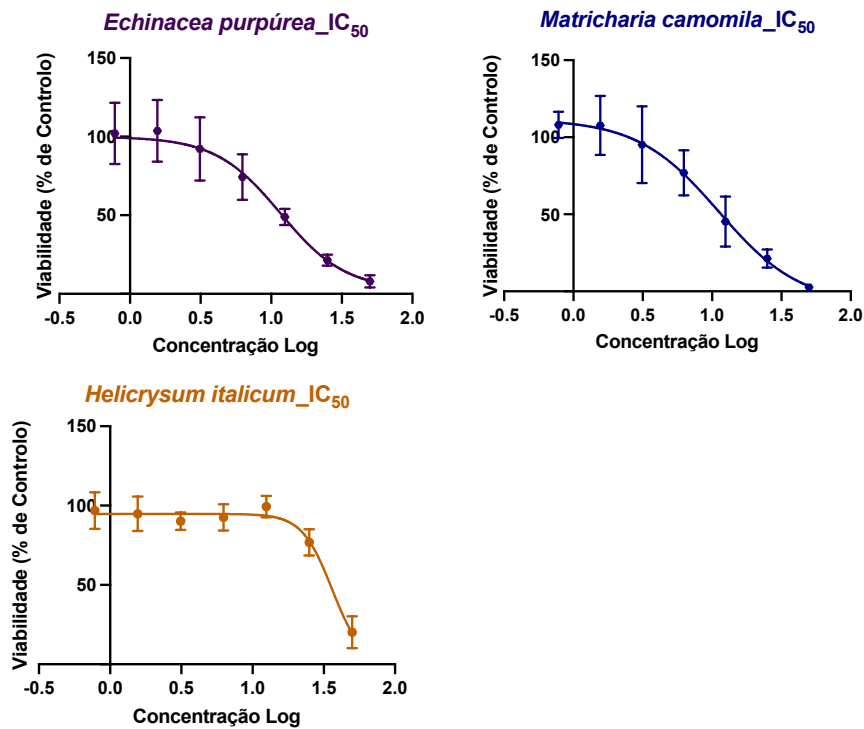 Echinacea purpúrea_IC50
Viabilidade (% de Controlo)
150
100
50
-0.5 0.0 0.5 1.0 1.5 2.0
Concentração Log
Matricharia camomila_IC50
Viabilidade (% de Controlo)
150
100
50
-0.5 0.0 0.5 1.0 1.5 2.0
Concentração Log
Helicrysum italicum_IC50
Viabilidade (% de Controlo)
150
100
50
-0.5 0.0 0.5 1.0 1.5 2.0
Concentração Log